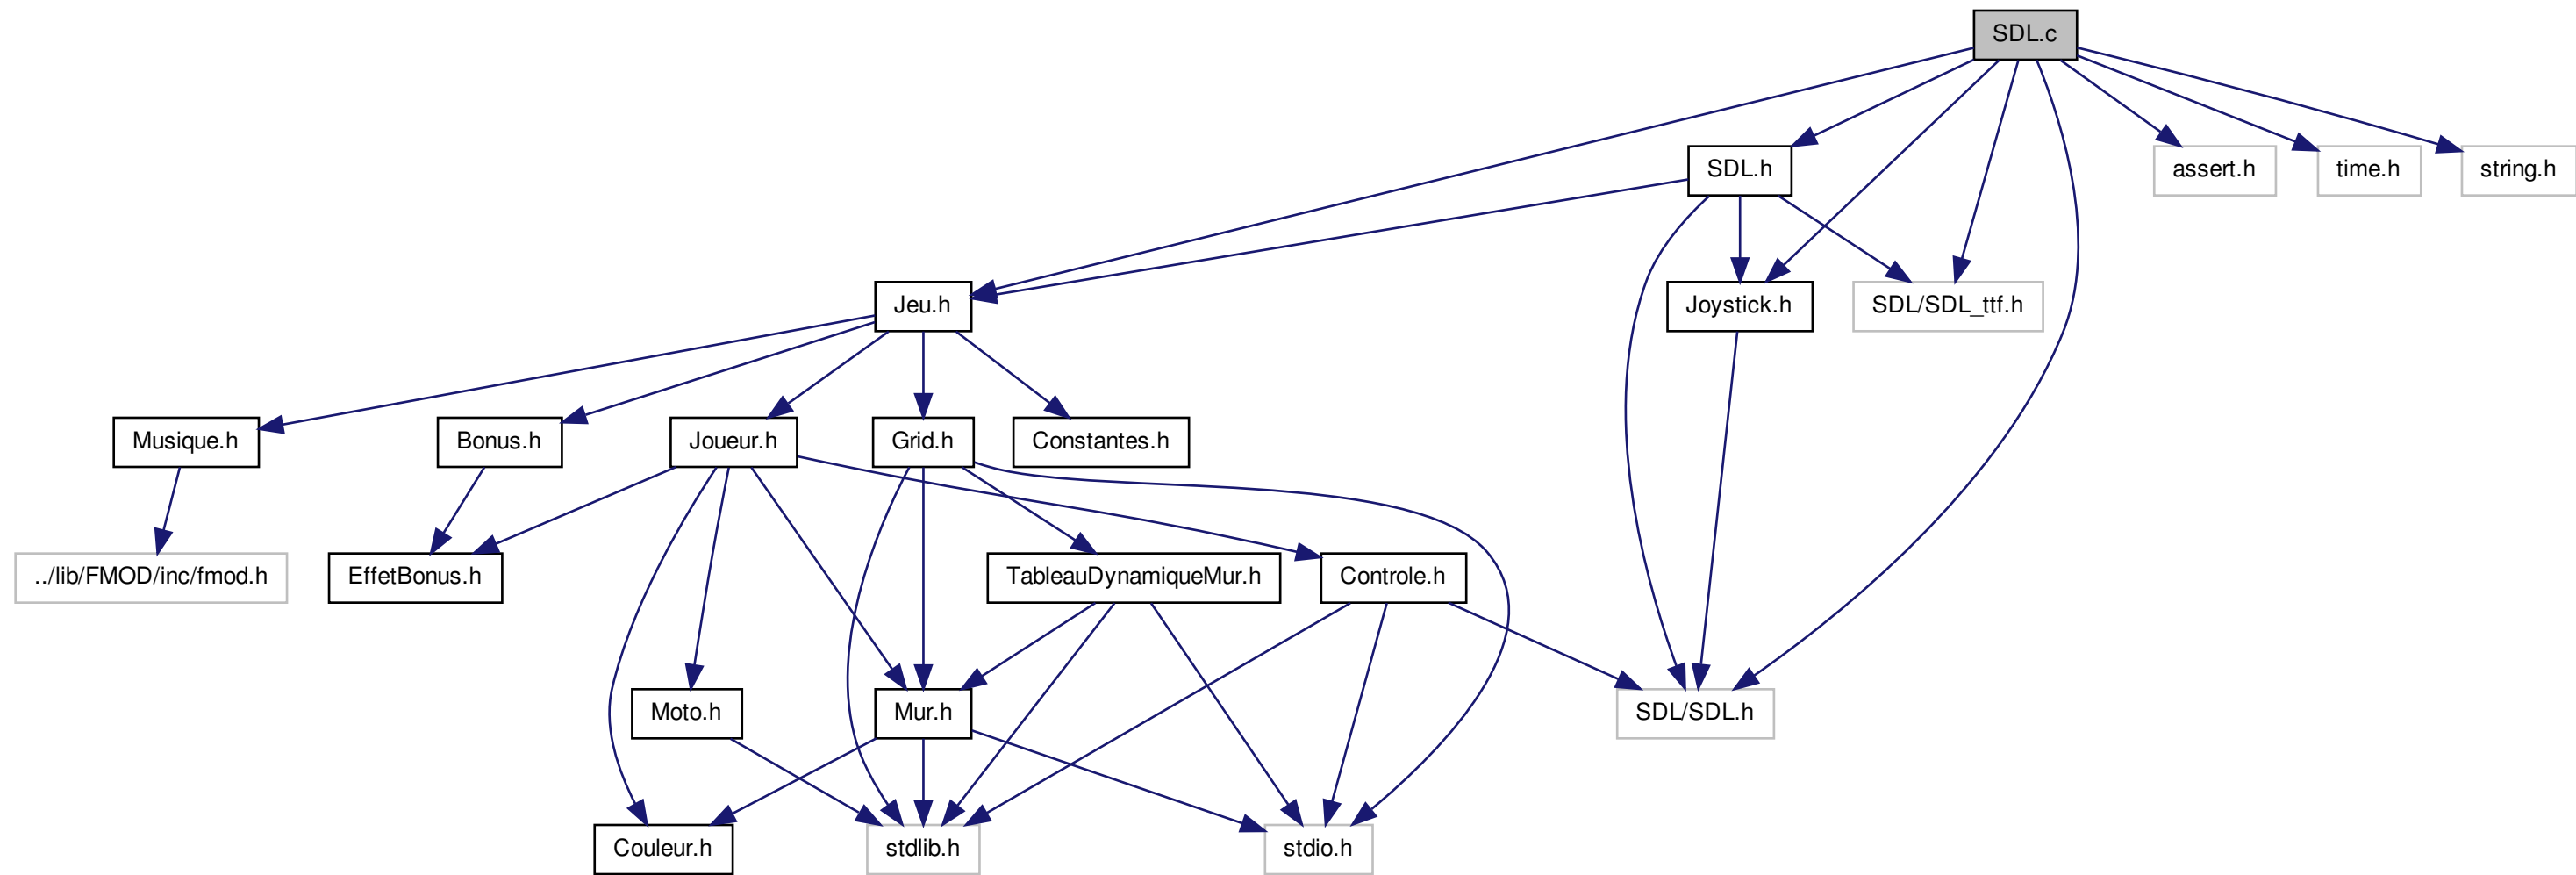 SDL.c
SDL.h
assert.h
time.h
string.h
Jeu.h
Joystick.h
SDL/SDL_ttf.h
Musique.h
Bonus.h
Joueur.h
Grid.h
Constantes.h
../lib/FMOD/inc/fmod.h
EffetBonus.h
TableauDynamiqueMur.h
Controle.h
Moto.h
Mur.h
SDL/SDL.h
Couleur.h
stdlib.h
stdio.h